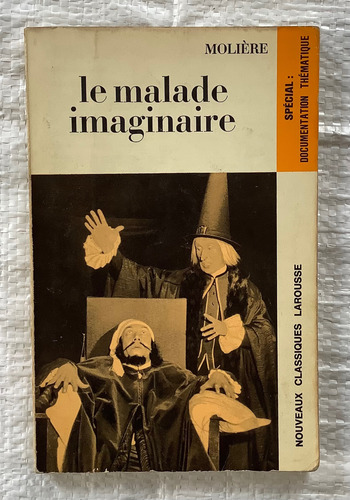 MOLIÈRE
le malade
imaginaire
SPÉCIAL :
DOCUMENTATION THÉMATIQUE
NOUVEAUX CLASSIQUES LAROUSSE